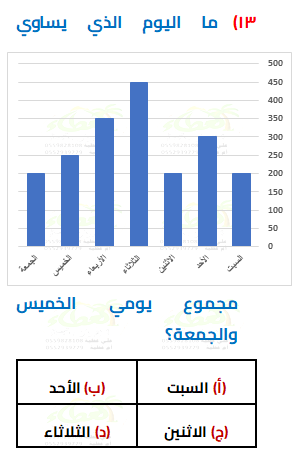 ١٣) ما اليوم الذي يساوي
500
450
400
350
300
250
200
150
100
50
0
السبت
الأحد
الاثنين
الثلاثاء
الأربعاء
الخميس
الجمعة
مجموع يومي الخميس
والجمعة؟
(أ) السبت
(ب) الأحد
(ج) الاثنين
(د) الثلاثاء